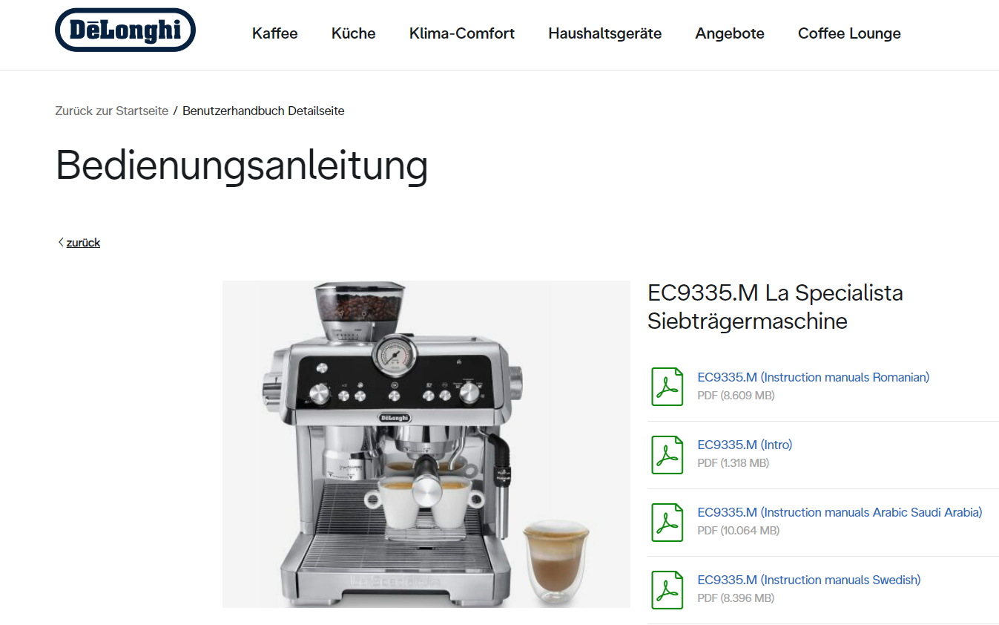 DēLonghi
Kaffee Küche Klima-Comfort Haushaltsgeräte Angebote Coffee Lounge
Zurück zur Startseite / Benutzerhandbuch Detailseite
Bedienungsanleitung
zurück
EC9335.M La Specialista
Siebträgermaschine
EC9335.M (Instruction manuals Romanian)
PDF (8.609 MB)
EC9335.M (Intro)
PDF (1.318 MB)
EC9335.M (Instruction manuals Arabic Saudi Arabia)
PDF (10.064 MB)
EC9335.M (Instruction manuals Swedish)
PDF (8.396 MB)
DēLonghi
La Specialista